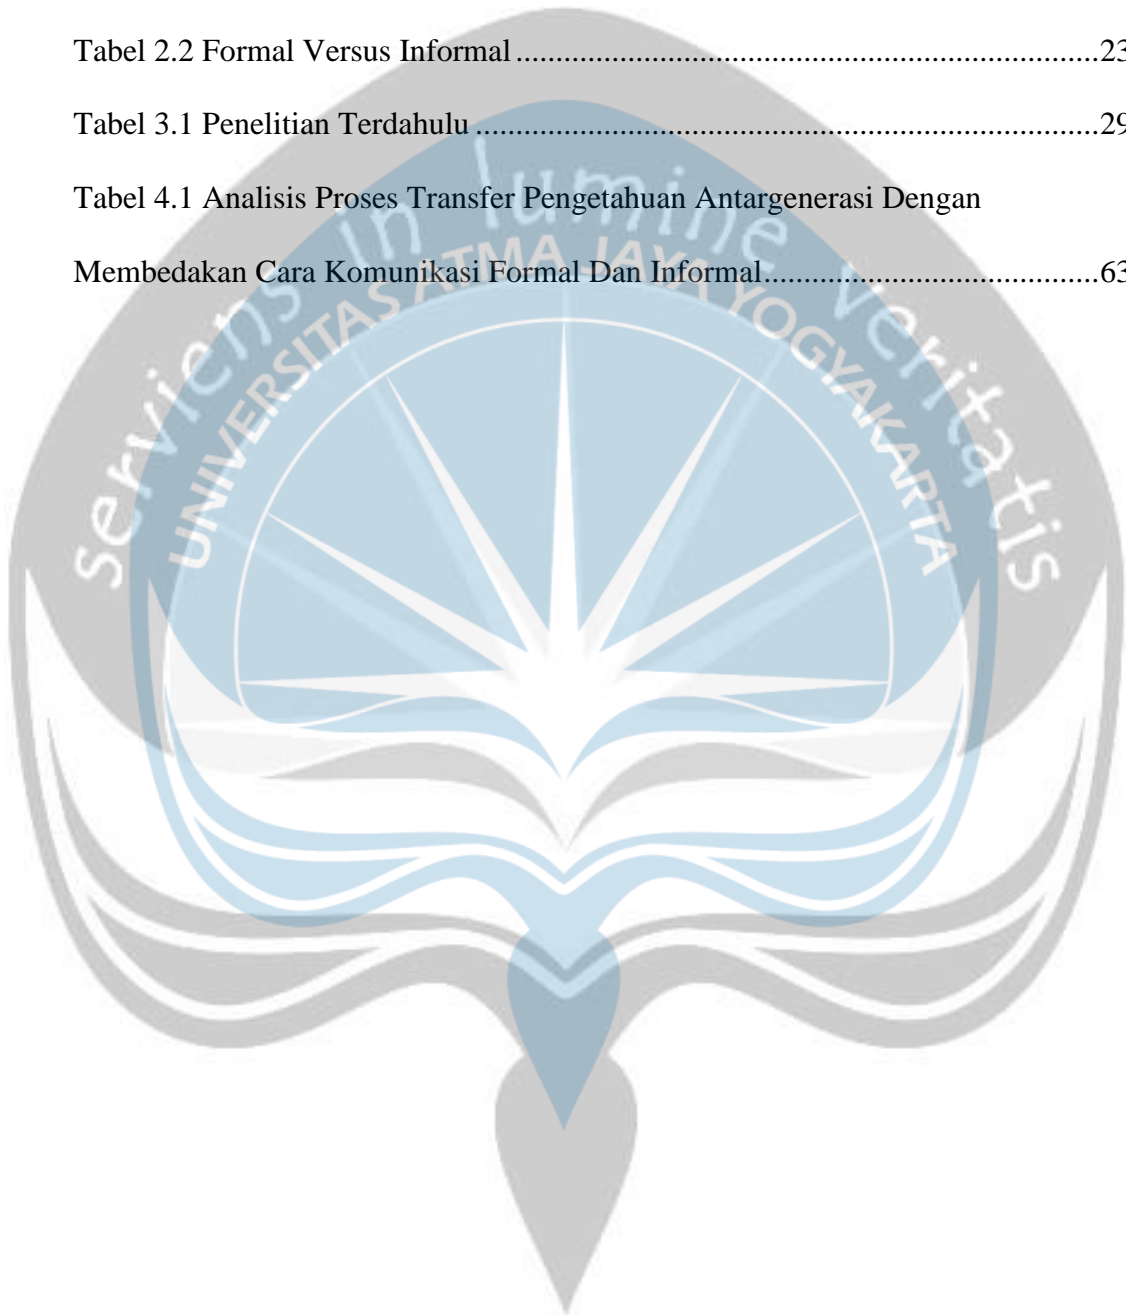 Tabel 2.2 Formal Versus Informal.......................................................................23
Tabel 3.1 Penelitian Terdahulu............................................................................29
Tabel 4.1 Analisis Proses Transfer Pengetahuan Antargenerasi Dengan
Membedakan Cara Komunikasi Formal Dan Informal.........................................63
serviens in lumine veritatis
UNIVERSITAS ATMA JAYA YOGYAKARTA